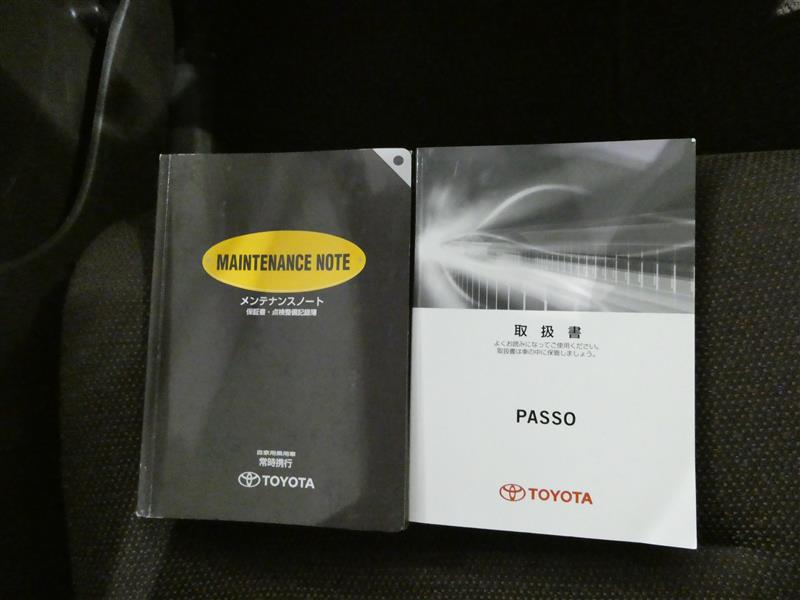 MAINTENANCE NOTE
メンテナンスノート
保証書・点検整備記録簿
自家用乗用車
常時携行
TOYOTA
取扱書
よくお読みになってご使用ください。
取扱書は車の中に保管しましょう。
PASSO
TOYOTA